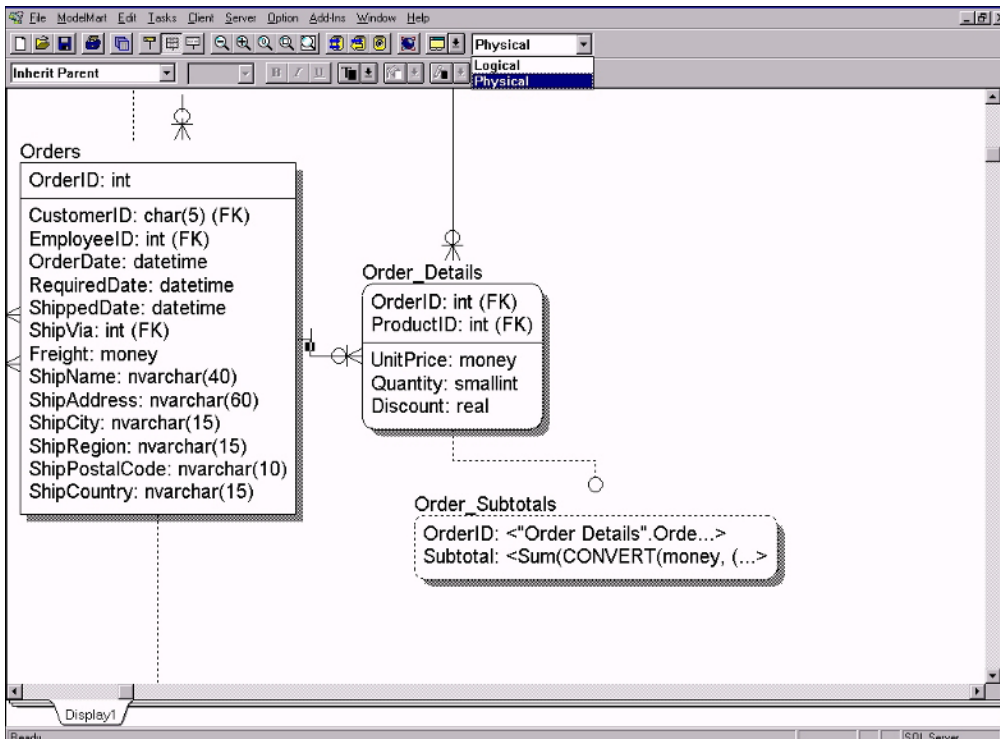 File ModelMart Edit Tasks Client Server Option Add-Ins Window Help
Physical
Inherit Parent
B I U
Logical
Physical
Orders
OrderID: int
CustomerID: char(5) (FK)
EmployeeID: int (FK)
OrderDate: datetime
RequiredDate: datetime
ShippedDate: datetime
ShipVia: int (FK)
Freight: money
ShipName: nvarchar(40)
ShipAddress: nvarchar(60)
ShipCity: nvarchar(15)
ShipRegion: nvarchar(15)
ShipPostalCode: nvarchar(10)
ShipCountry: nvarchar(15)
Order_Details
OrderID: int (FK)
ProductID: int (FK)
UnitPrice: money
Quantity: smallint
Discount: real
Order_Subtotals
OrderID: <"Order Details".Orde...>
Subtotal: <Sum(CONVERT(money, (...>
Display1
Ready
SQL Server